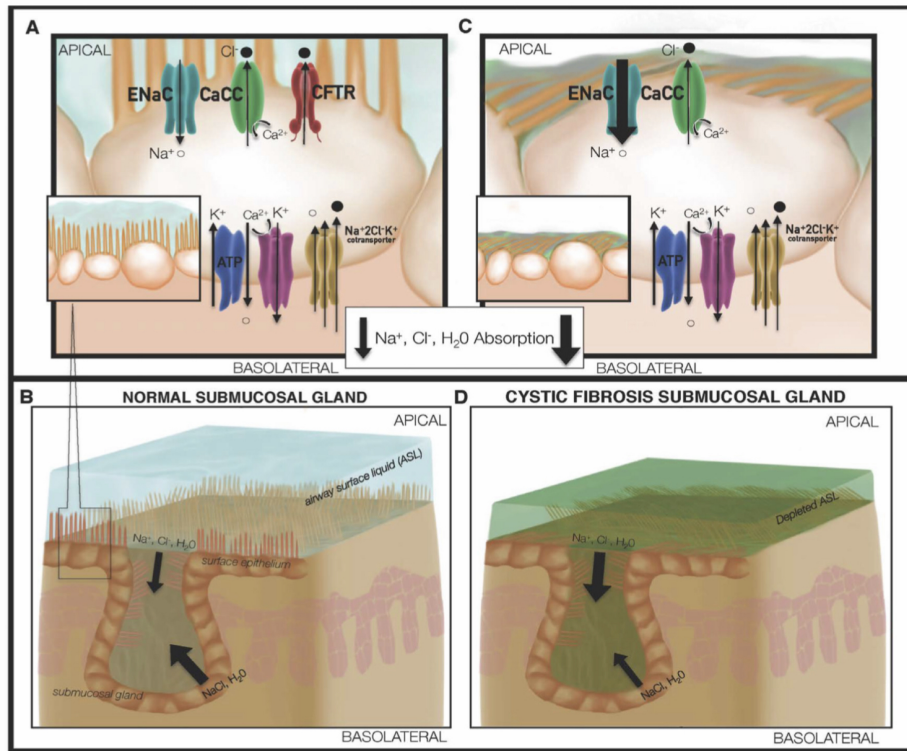 A
APICAL
Cl-
ENaC
CaCC
CFTR
Ca2+
Na+
K+
Ca2+
K+
Na+2Cl-K+
cotransporter
ATP
BASOLATERAL
C
APICAL
Cl-
ENaC
CaCC
Ca2+
Na+
K+
Ca2+
K+
Na+2Cl-K+
cotransporter
ATP
BASOLATERAL
Na+, Cl-, H20 Absorption
B
NORMAL SUBMUCOSAL GLAND
APICAL
airway surface liquid (ASL)
Na+, Cl-, H20
surface epithelium
NaCl, H20
submucosal gland
BASOLATERAL
D
CYSTIC FIBROSIS SUBMUCOSAL GLAND
APICAL
Depleted ASL
Na+, Cl-, H20
NaCl, H20
BASOLATERAL